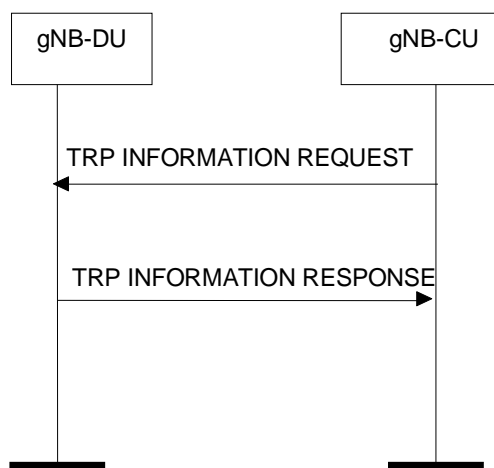 gNB-DU
gNB-CU
TRP INFORMATION REQUEST
TRP INFORMATION RESPONSE